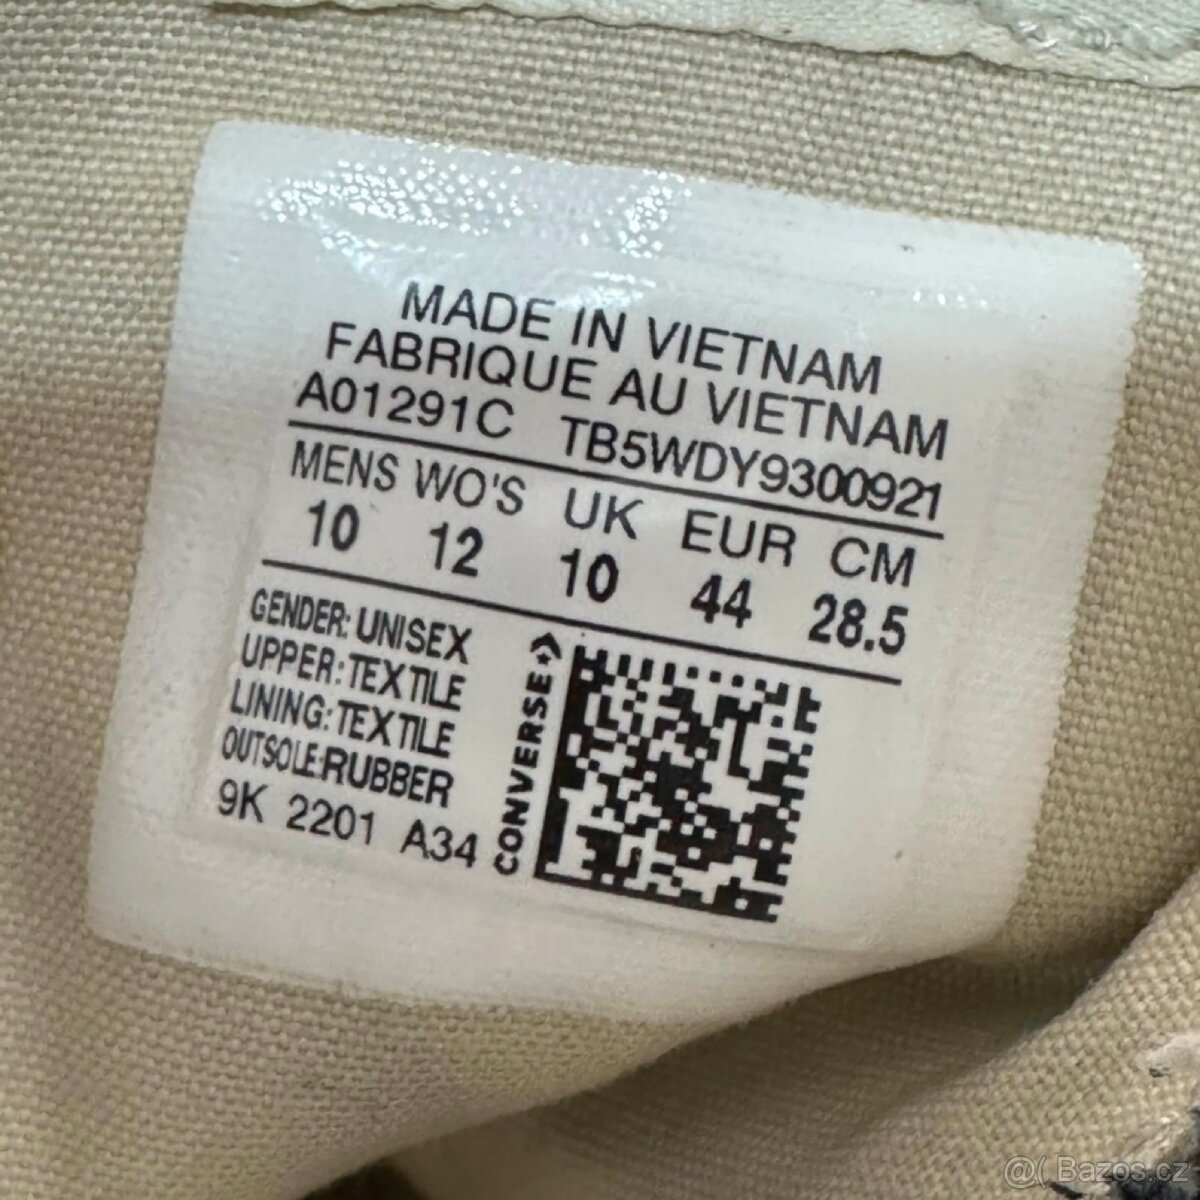 MADE IN VIETNAM
FABRIQUE AU VIETNAM
A01291C TB5WDY9300921
MENS WO'S UK EUR CM
10 12 10 44 28.5
GENDER: UNISEX
UPPER: TEXTILE
LINING: TEXTILE
OUTSOLE:RUBBER
9K 2201 A34
CONVERSE
@( Bazos.cz